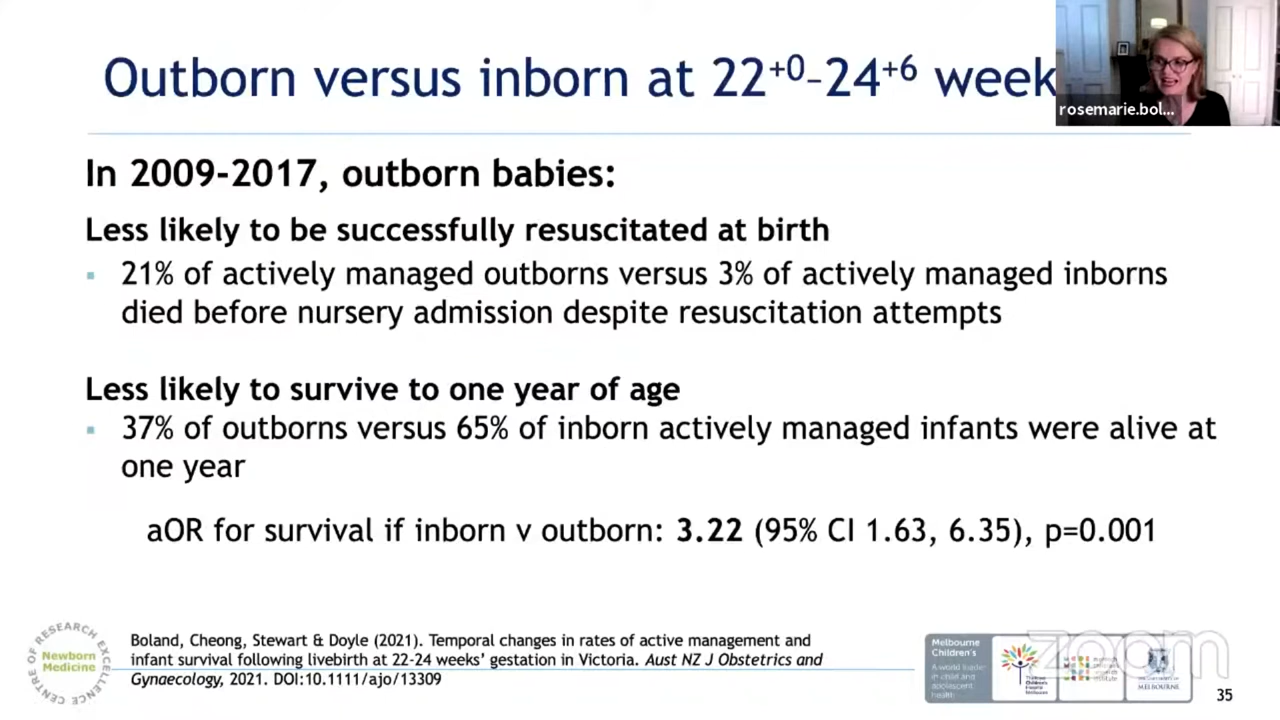 Outborn versus inborn at 22+0-24+6 week
rosemarie.bol...
In 2009-2017, outborn babies:
Less likely to be successfully resuscitated at birth
▪ 21% of actively managed outborns versus 3% of actively managed inborns
died before nursery admission despite resuscitation attempts
Less likely to survive to one year of age
▪ 37% of outborns versus 65% of inborn actively managed infants were alive at
one year
aOR for survival if inborn v outborn: 3.22 (95% CI 1.63, 6.35), p=0.001
CENTRE OF RESEARCH EXCELLENCE
Newborn
Medicine
Boland, Cheong, Stewart & Doyle (2021). Temporal changes in rates of active management and
infant survival following livebirth at 22-24 weeks' gestation in Victoria. Aust NZ J Obstetrics and
Gynaecology, 2021. DOI:10.1111/ajo/13309
Melbourne
Children's
A world leader
in child and
adolescent
health
MELBOURNE
zoom
35